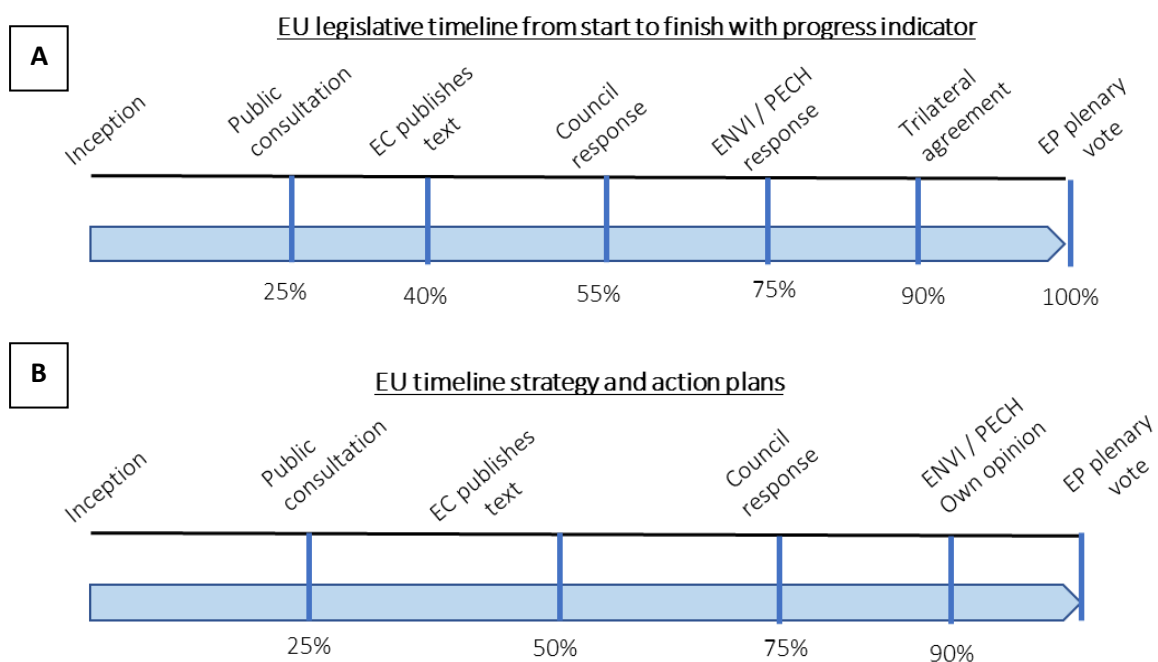 A
EU legislative timeline from start to finish with progress indicator
Inception
Public
consultation
EC publishes
text
Council
response
ENVI / PECH
response
Trilateral
agreement
EP plenary
vote
25%
40%
55%
75%
90%
100%
B
EU timeline strategy and action plans
Inception
Public
consultation
EC publishes
text
Council
response
ENVI / PECH
Own opinion
EP plenary
vote
25%
50%
75%
90%